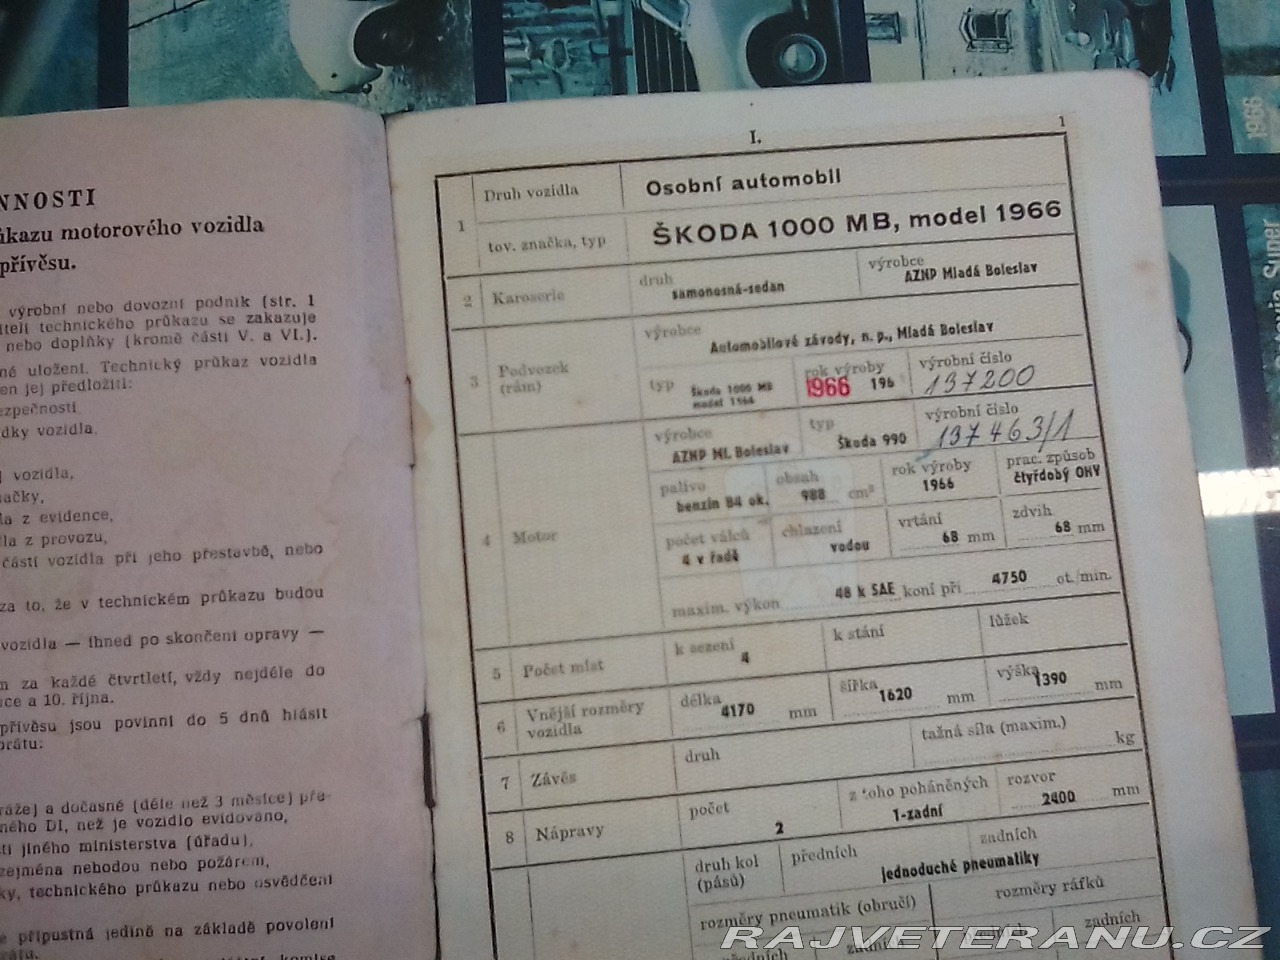 NNOSTI
ůkazu motorového vozidla
přívěsu.
výrobní nebo dovozní podnik (str. 1
iteli technického průkazu se zakazuje
nebo doplňky (kromě části V. a VI.).
né uložení. Technický průkaz vozidla
en jej předložiti:
ezpečnosti
dky vozidla.
vozidla,
načky,
la z evidence,
dla z provozu,
části vozidla při jeho přestavbě, nebo
za to, že v technickém průkazu budou
vozidla — ihned po skončení opravy —
m za každé čtvrtletí, vždy nejdéle do
nce a 10. října.
přívěsu jsou povinni do 5 dnů hlásit
orátu:
rážej a dočasně (déle než 3 měsíce) pře-
ného DI, než je vozidlo evidováno,
ti jiného ministerstva (úřadu),
zejména nehodou nebo požárem,
ky, technického průkazu nebo osvědčení
e přípustná jedině na základě povolení
I.
1
1 Druh vozidla Osobní automobil
tov. značka, typ ŠKODA 1000 MB, model 1966
2 Karoserie druh samonosná-sedan výrobce AZNP Mladá Boleslav
3 Podvozek (rám) výrobce Automobilové závody, n. p., Mladá Boleslav
typ Škoda 1000 MB model 1966 rok výroby 1966 196 výrobní číslo 137200
4 Motor výrobce AZNP Ml. Boleslav typ Škoda 990 výrobní číslo 137463/1
palivo benzin 84 ok. obsah 988 cm³ rok výroby 1966 prac. způsob čtyřdobý OHV
počet válců 4 v řadě chlazení vodou vrtání 68 mm zdvih 68 mm
maxim. výkon 48 k SAE koní při 4750 ot./min.
5 Počet míst k sezení 4 k stání lůžek
6 Vnější rozměry vozidla délka 4170 mm šířka 1620 mm výška 1390 mm
7 Závěs druh tažná síla (maxim.) kg
8 Nápravy počet 2 z toho poháněných 1-zadní rozvor 2400 mm
druh kol (pásů) předních zadních jednoduché pneumatiky
rozměry pneumatik (obručí) rozměry ráfků
předních zadních zadních
1966
Super
RAJVETERANU.CZ